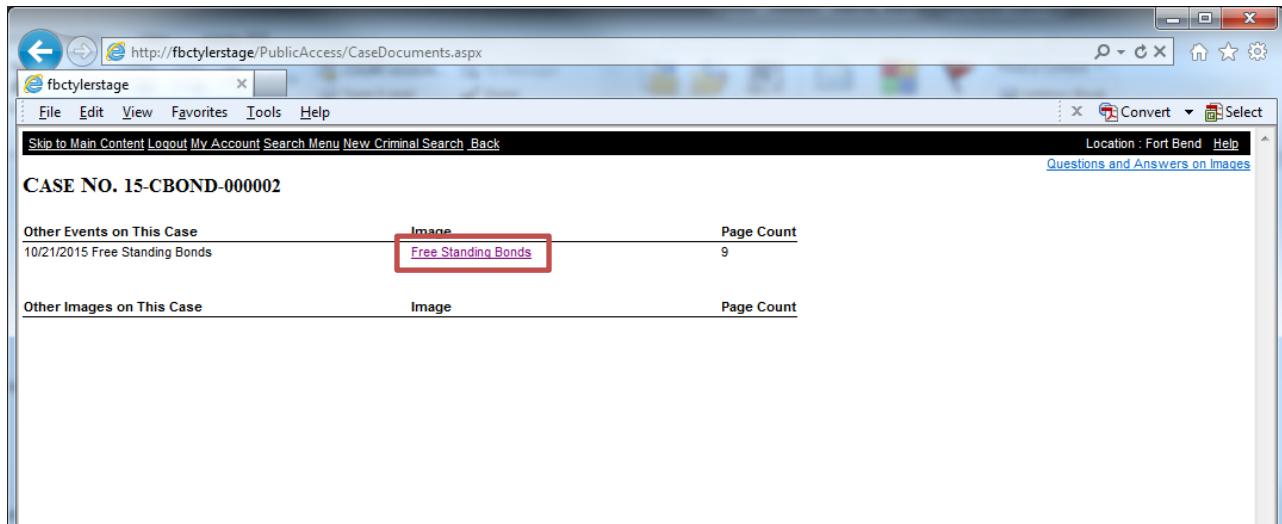 http://fbctylerstage/PublicAccess/CaseDocuments.aspx
fbctylerstage
File Edit View Favorites Tools Help
Convert Select
Skip to Main Content Logout My Account Search Menu New Criminal Search Back
Location : Fort Bend Help
Questions and Answers on Images
CASE NO. 15-CBOND-000002
Other Events on This Case Image Page Count
10/21/2015 Free Standing Bonds Free Standing Bonds 9
Other Images on This Case Image Page Count